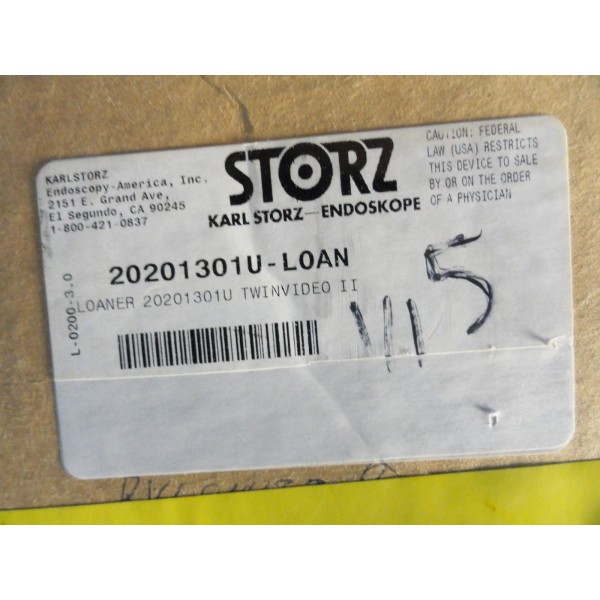 KARLSTORZ
Endoscopy-America, Inc.
2151 E. Grand Ave,
El Segundo, CA 90245
1-800-421-0837
STORZ
KARL STORZ—ENDOSKOPE
CAUTION: FEDERAL
LAW (USA) RESTRICTS
THIS DEVICE TO SALE
BY OR ON THE ORDER
OF A PHYSICIAN
L-0200-3.0
20201301U-LOAN
LOANER 20201301U TWINVIDEO II
5